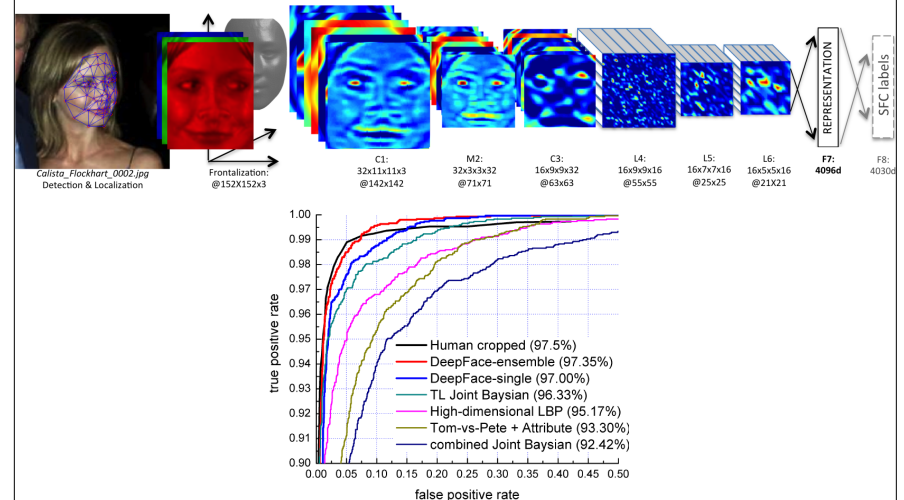 REPRESENTATION
SFC labels
Calista_Flockhart_0002.jpg
Detection & Localization
Frontalization:
@152X152x3
C1:
32x11x11x3
@142x142
M2:
32x3x3x32
@71x71
C3:
16x9x9x32
@63x63
L4:
16x9x9x16
@55x55
L5:
16x7x7x16
@25x25
L6:
16x5x5x16
@21X21
F7:
4096d
F8:
4030d
1.00
0.99
0.98
0.97
0.96
0.95
0.94
0.93
0.92
0.91
0.90
true positive rate
Human cropped (97.5%)
DeepFace-ensemble (97.35%)
DeepFace-single (97.00%)
TL Joint Baysian (96.33%)
High-dimensional LBP (95.17%)
Tom-vs-Pete + Attribute (93.30%)
combined Joint Baysian (92.42%)
0.00 0.05 0.10 0.15 0.20 0.25 0.30 0.35 0.40 0.45 0.50
false positive rate